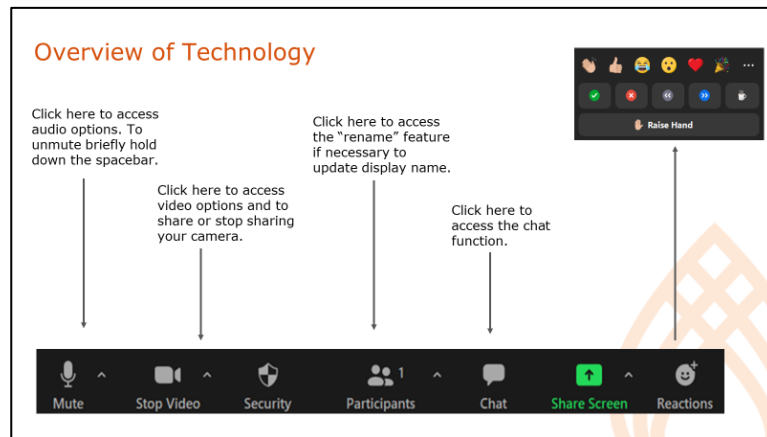 Overview of Technology
Click here to access
audio options. To
unmute briefly hold
down the spacebar.
Click here to access
video options and to
share or stop sharing
your camera.
Click here to access
the “rename” feature
if necessary to
update display name.
Click here to
access the chat
function.
Raise Hand
1
Mute
Stop Video
Security
Participants
Chat
Share Screen
Reactions